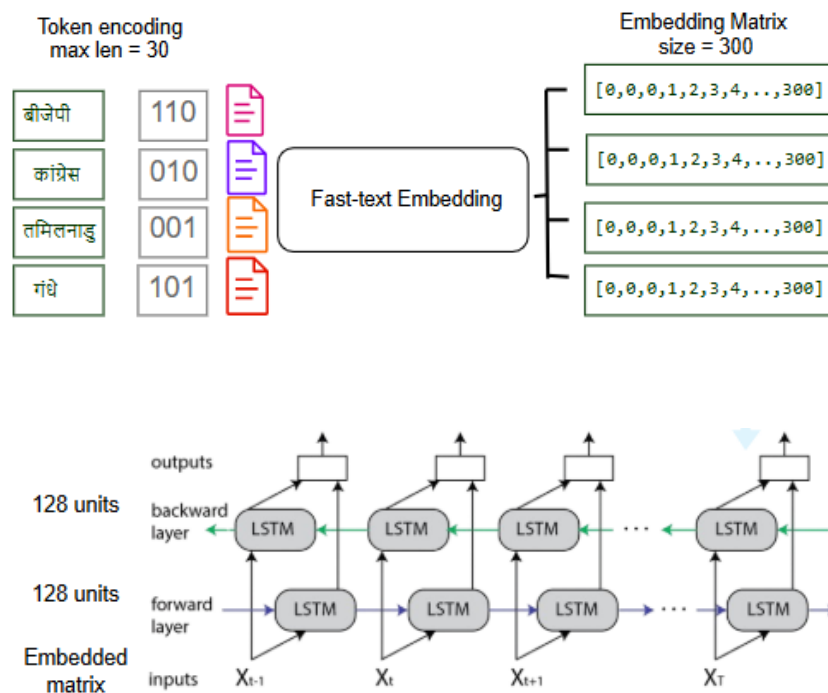 Token encoding
max len = 30
Embedding Matrix
size = 300
बीजेपी 110
कांग्रेस 010
तमिलनाडु 001
गंधे 101
Fast-text Embedding
[0,0,0,1,2,3,4,..,300]
[0,0,0,1,2,3,4,..,300]
[0,0,0,1,2,3,4,..,300]
[0,0,0,1,2,3,4,..,300]
outputs
128 units
backward
layer
LSTM LSTM LSTM ... LSTM
128 units
forward
layer
LSTM LSTM LSTM ... LSTM
Embedded
matrix
inputs
Xt-1 Xt Xt+1 XT